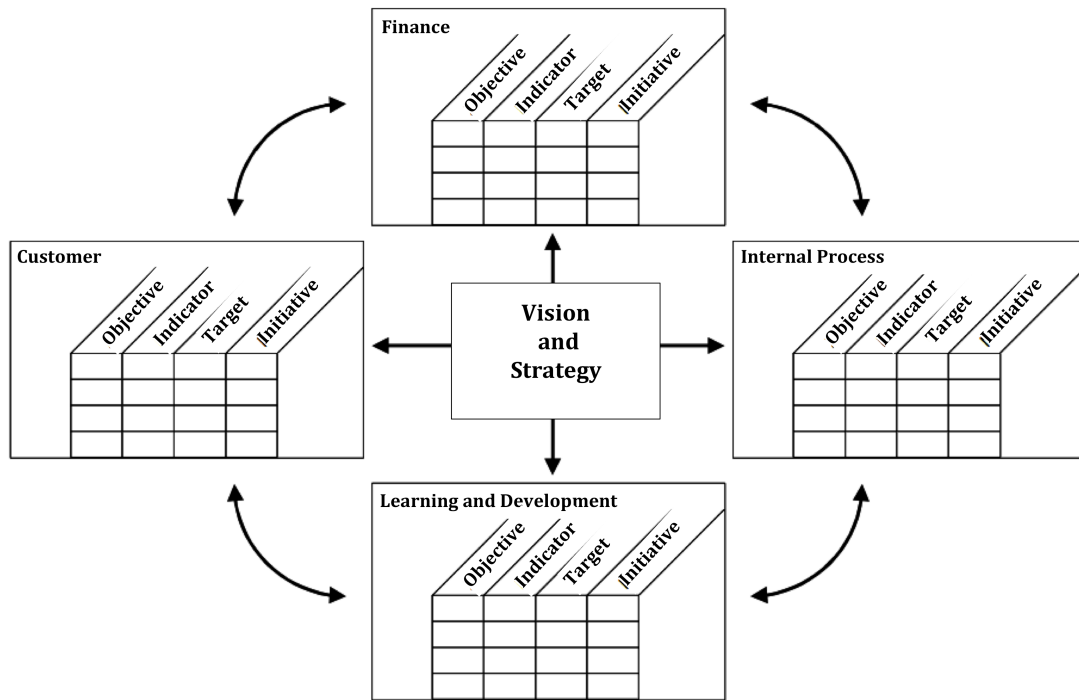 Finance
Objective
Indicator
Target
Initiative
Customer
Objective
Indicator
Target
Initiative
Vision
and
Strategy
Internal Process
Objective
Indicator
Target
Initiative
Learning and Development
Objective
Indicator
Target
Initiative